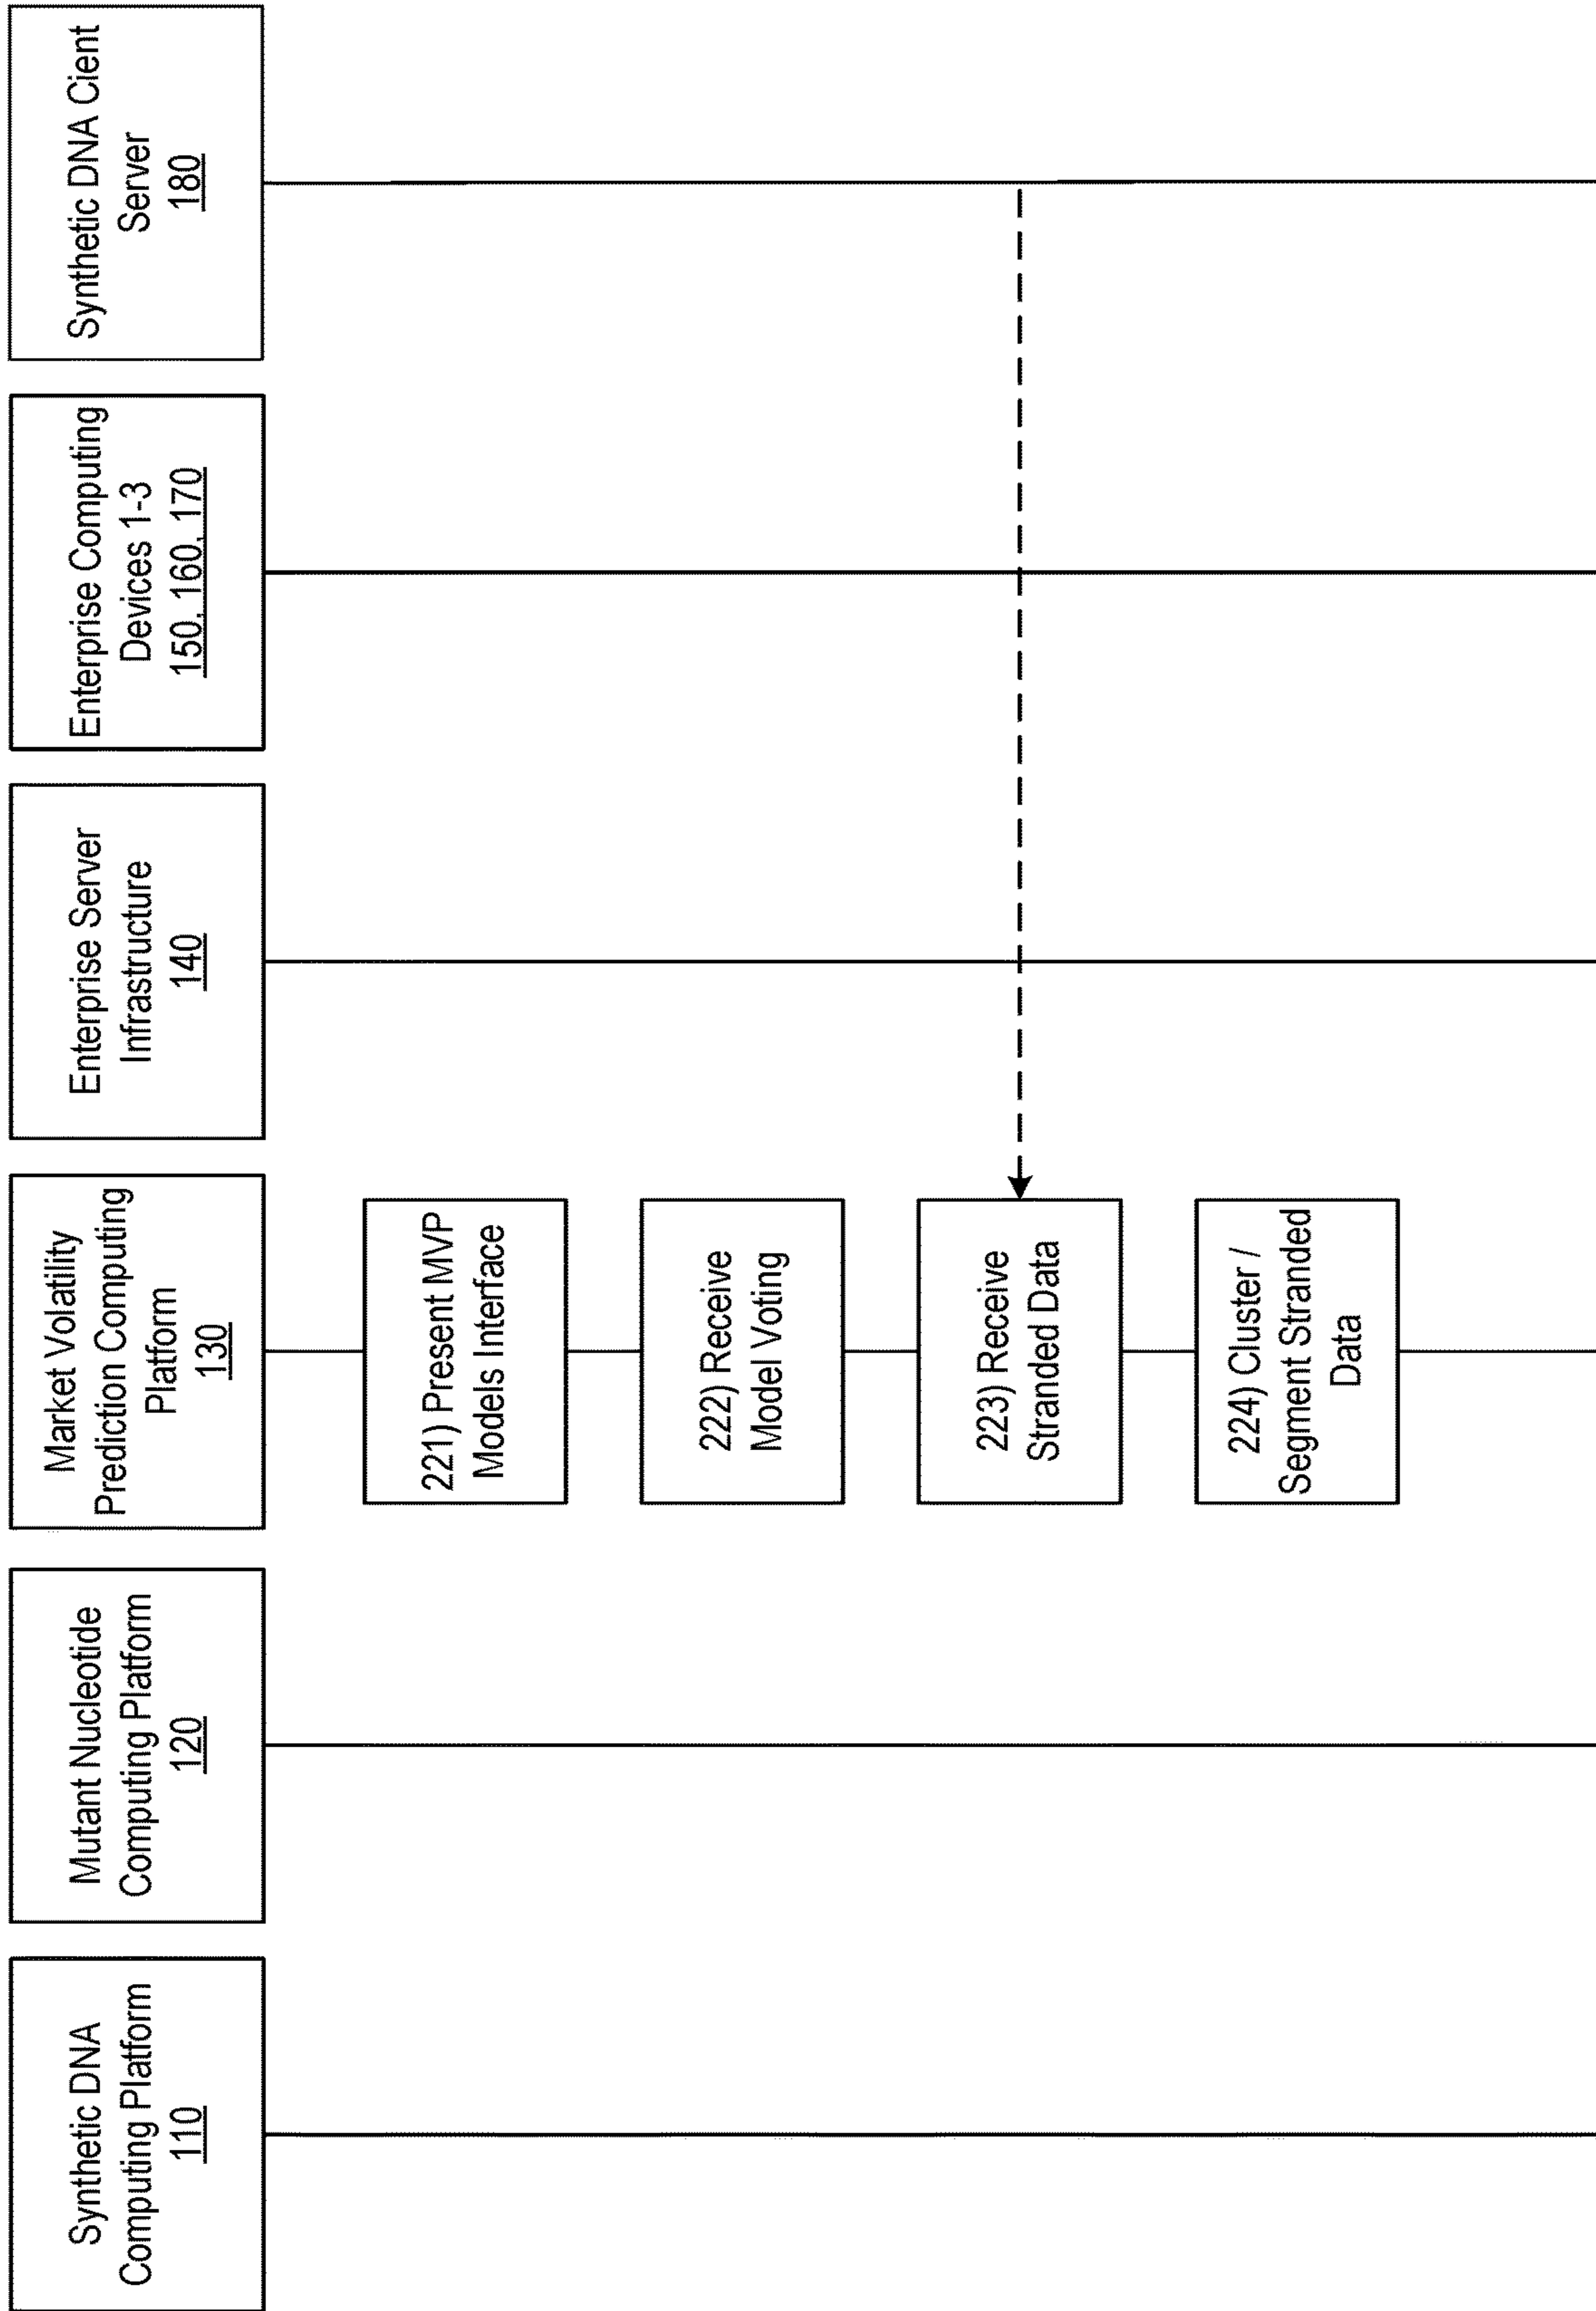 Synthetic DNA
Computing Platform
110
Mutant Nucleotide
Computing Platform
120
Market Volatility
Prediction Computing
Platform
130
Enterprise Server
Infrastructure
140
Enterprise Computing
Devices 1-3
150, 160, 170
Synthetic DNA Cient
Server
180
221) Present MVP
Models Interface
222) Receive
Model Voting
223) Receive
Stranded Data
224) Cluster /
Segment Stranded
Data